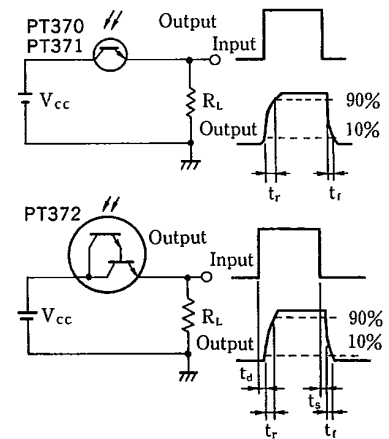 PT370
PT371
Output
Input
Vcc
RL
Output
90%
10%
tr
tf
PT372
Output
Input
Vcc
RL
Output
90%
10%
td
ts
tr
tf